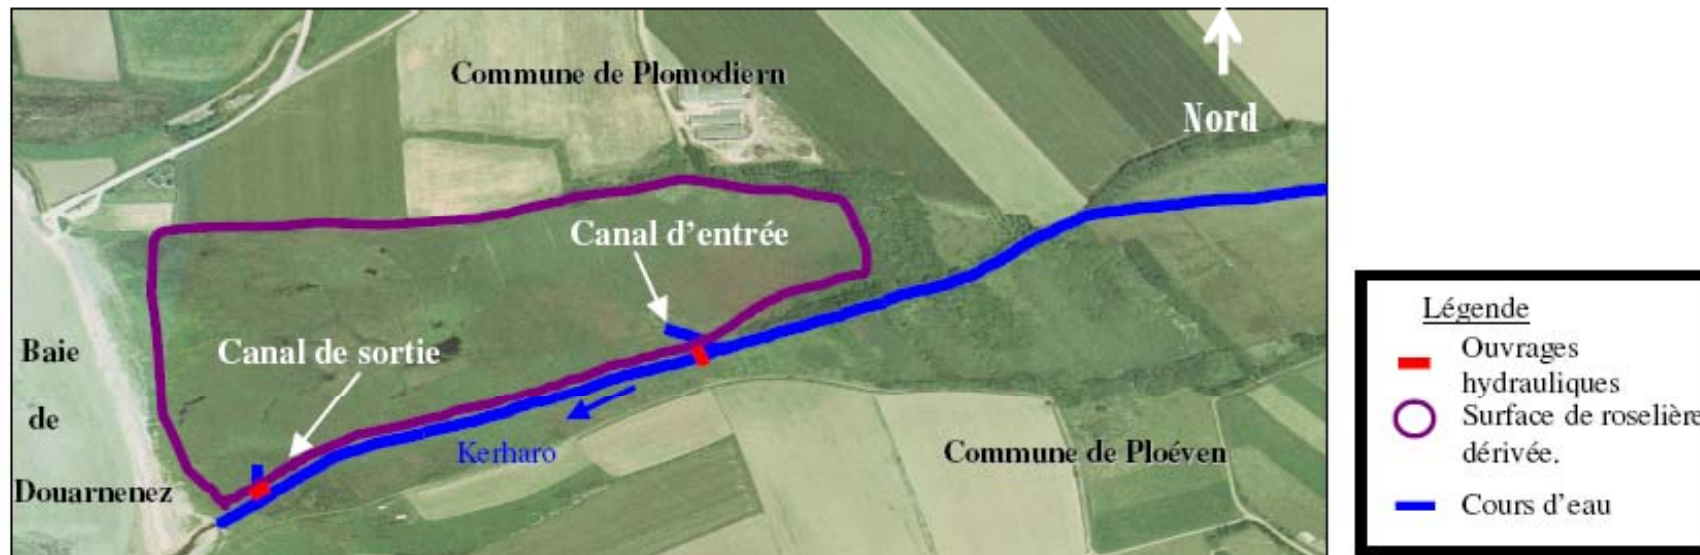 Commune de Plomodiern
Nord
Canal d'entrée
Canal de sortie
Baie
de
Douarnenez
Kerharo
Commune de Ploéven
Légende
Ouvrages
hydrauliques
Surface de roselière
dérivée.
Cours d'eau